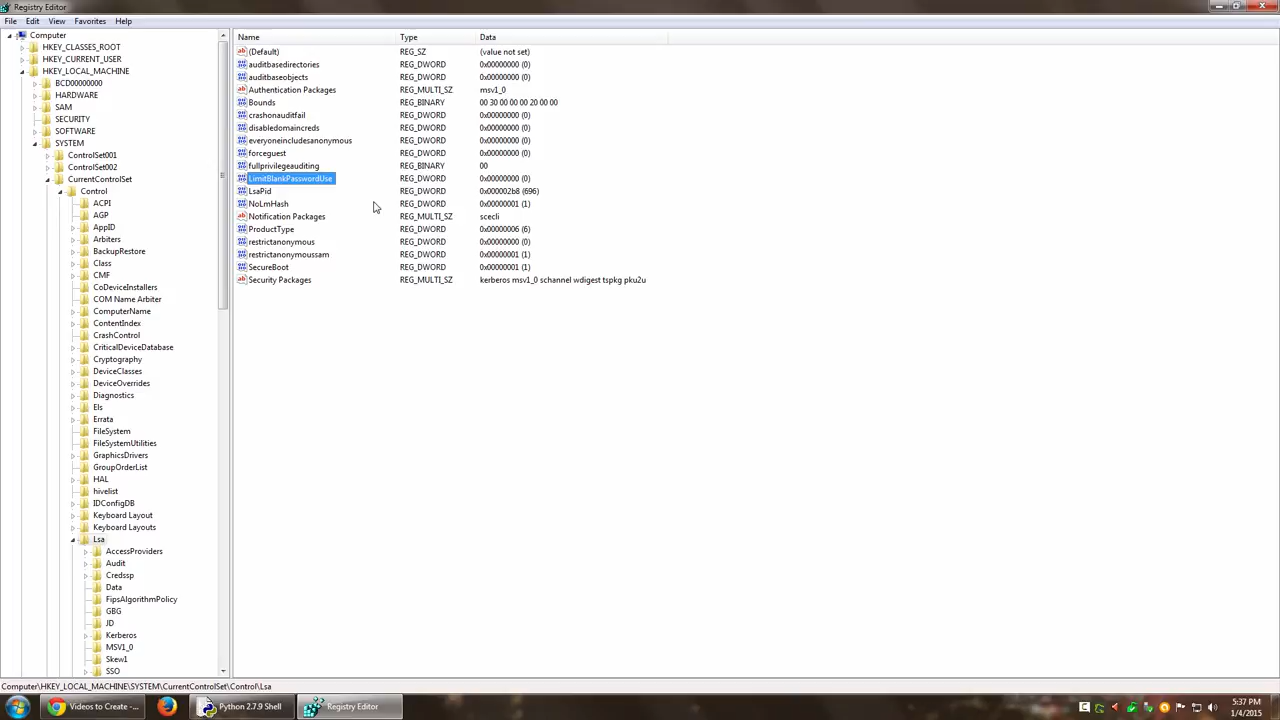 Registry Editor
File Edit View Favorites Help
Computer
HKEY_CLASSES_ROOT
HKEY_CURRENT_USER
HKEY_LOCAL_MACHINE
BCD00000000
HARDWARE
SAM
SECURITY
SOFTWARE
SYSTEM
ControlSet001
ControlSet002
CurrentControlSet
Control
ACPI
AGP
AppID
Arbiters
BackupRestore
Class
CMF
CoDeviceInstallers
COM Name Arbiter
ComputerName
ContentIndex
CrashControl
CriticalDeviceDatabase
Cryptography
DeviceClasses
DeviceOverrides
Diagnostics
Els
Errata
FileSystem
FileSystemUtilities
GraphicsDrivers
GroupOrderList
HAL
hivelist
IDConfigDB
Keyboard Layout
Keyboard Layouts
Lsa
AccessProviders
Audit
Credssp
Data
FipsAlgorithmPolicy
GBG
JD
Kerberos
MSV1_0
Skew1
SSO
Name Type Data
(Default) REG_SZ (value not set)
auditbasedirectories REG_DWORD 0x00000000 (0)
auditbaseobjects REG_DWORD 0x00000000 (0)
Authentication Packages REG_MULTI_SZ msv1_0
Bounds REG_BINARY 00 30 00 00 00 20 00 00
crashonauditfail REG_DWORD 0x00000000 (0)
disabledomaincreds REG_DWORD 0x00000000 (0)
everyoneincludesanonymous REG_DWORD 0x00000000 (0)
forceguest REG_DWORD 0x00000000 (0)
fullprivilegeauditing REG_BINARY 00
LimitBlankPasswordUse REG_DWORD 0x00000000 (0)
LsaPid REG_DWORD 0x000002b8 (696)
NoLmHash REG_DWORD 0x00000001 (1)
Notification Packages REG_MULTI_SZ scecli
ProductType REG_DWORD 0x00000006 (6)
restrictanonymous REG_DWORD 0x00000000 (0)
restrictanonymoussam REG_DWORD 0x00000001 (1)
SecureBoot REG_DWORD 0x00000001 (1)
Security Packages REG_MULTI_SZ kerberos msv1_0 schannel wdigest tspkg pku2u
Computer\HKEY_LOCAL_MACHINE\SYSTEM\CurrentControlSet\Control\Lsa
Videos to Create -... Python 2.7.9 Shell Registry Editor
5:37 PM
1/4/2015